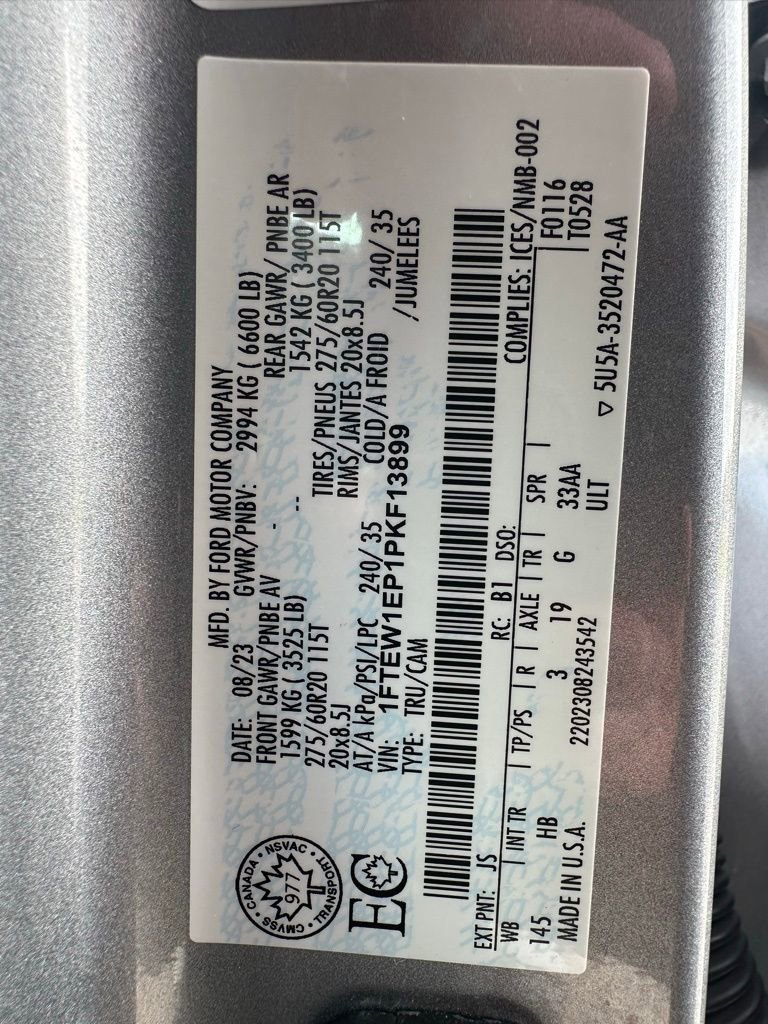 MFD. BY FORD MOTOR COMPANY
DATE: 08/23 GVWR/PNBV: 2994 KG ( 6600 LB)
FRONT GAWR/PNBE AV REAR GAWR/ PNBE AR
1599 KG ( 3525 LB) - 1542 KG ( 3400 LB)
275/60R20 115T -- TIRES/PNEUS 275/60R20 115T
20x8.5J RIMS/JANTES 20x8.5J
AT/A kPa/PSI/LPC 240/ 35 COLD/A FROID 240/ 35
VIN: 1FTEW1EP1PKF13899 /JUMELEES
TYPE: TRU/CAM
CANADA • NSVAC • TRANSPORT • CMVSS •
977
EC
EXT PNT: JS RC: B1 DSO: COMPLIES: ICES/NMB-002
WB | INT TR | TP/PS | R | AXLE | TR | SPR | F0116
145 HB 3 19 G 33AA | T0528
MADE IN U.S.A. 2202308243542 ULT ▽ 5U5A-3520472-AA